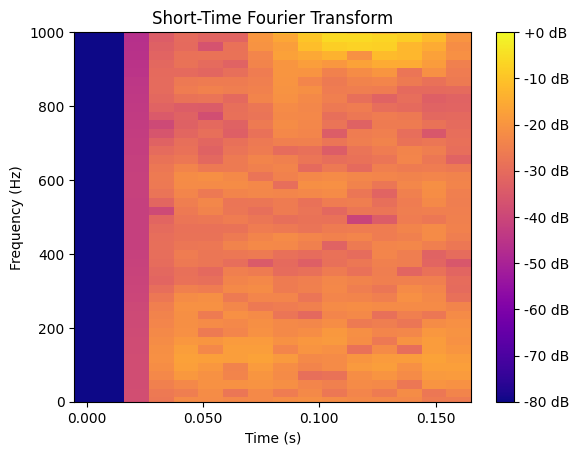 Short-Time Fourier Transform
Frequency (Hz)
1000
800
600
400
200
0
0.000
0.050
0.100
0.150
Time (s)
+0 dB
-10 dB
-20 dB
-30 dB
-40 dB
-50 dB
-60 dB
-70 dB
-80 dB